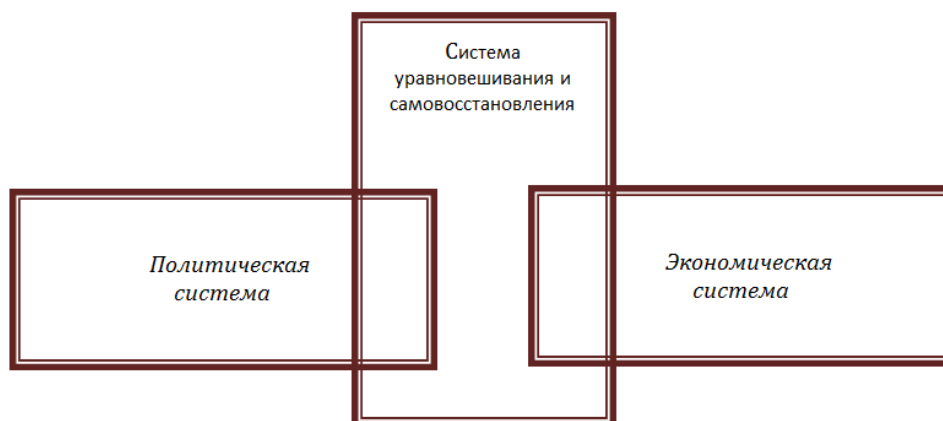 Система
уравновешивания и
самовосстановления
Политическая
система
Экономическая
система